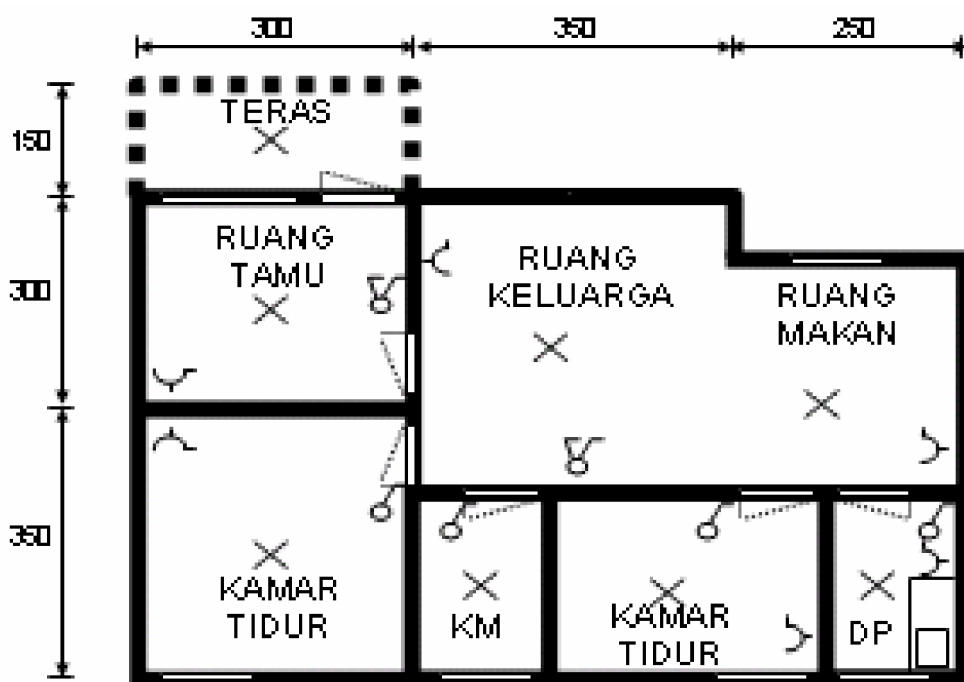 300
350
250
150
TERAS
300
RUANG
TAMU
RUANG
KELUARGA
RUANG
MAKAN
350
KAMAR
TIDUR
KM
KAMAR
TIDUR
DP